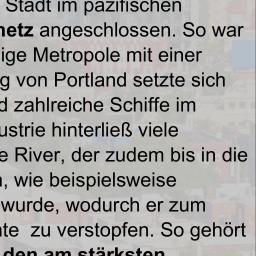 Stadt im pazifischen
netz angeschlossen. So war
ige Metropole mit einer
g von Portland setzte sich
d zahlreiche Schiffe im
ustrie hinterließ viele
e River, der zudem bis in die
, wie beispielsweise
wurde, wodurch er zum
te zu verstopfen. So gehört
den am stärksten